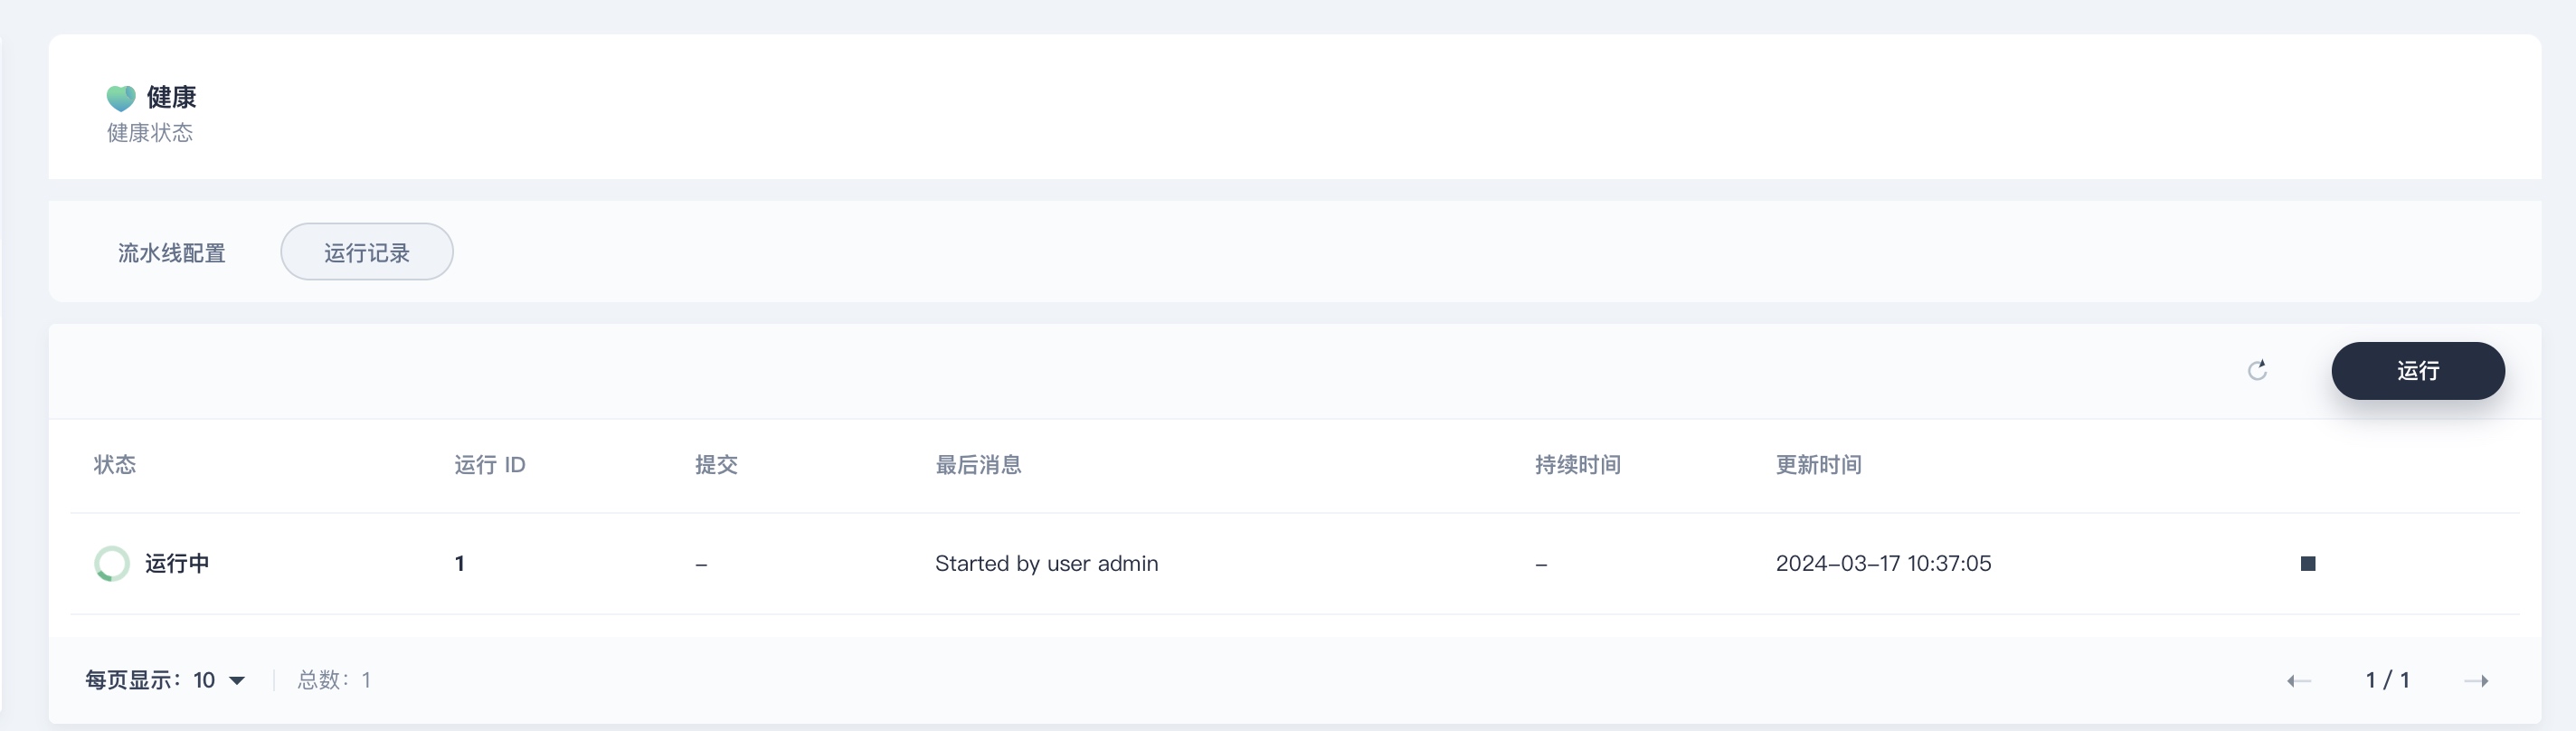 健康
健康状态
流水线配置 运行记录
运行
状态 运行 ID 提交 最后消息 持续时间 更新时间
运行中 1 – Started by user admin – 2024–03–17 10:37:05
每页显示：10 总数：1 1 / 1